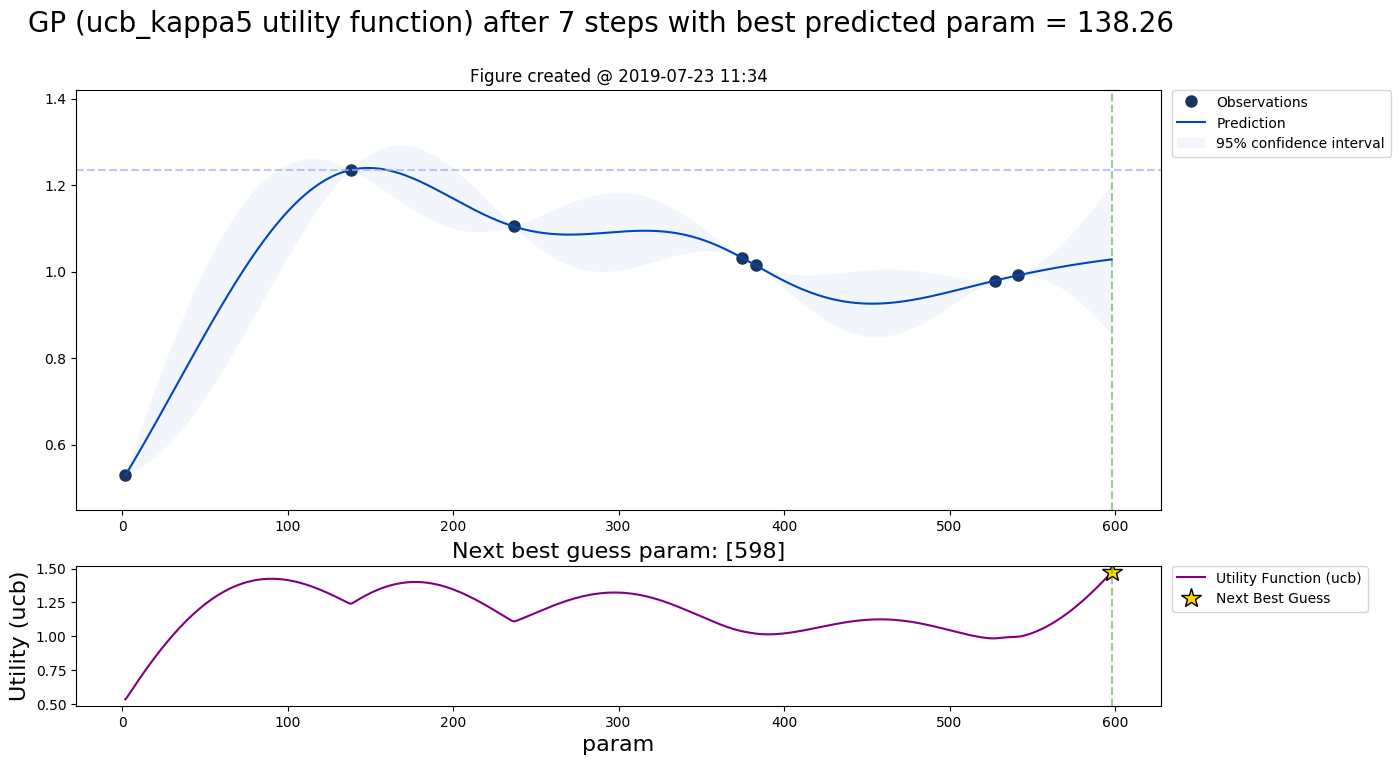 GP (ucb_kappa5 utility function) after 7 steps with best predicted param = 138.26
Figure created @ 2019-07-23 11:34
1.4
1.2
1.0
0.8
0.6
0 100 200 300 400 500 600
Observations
Prediction
95% confidence interval
Next best guess param: [598]
Utility (ucb)
1.50
1.25
1.00
0.75
0.50
0 100 200 300 400 500 600
param
Utility Function (ucb)
Next Best Guess